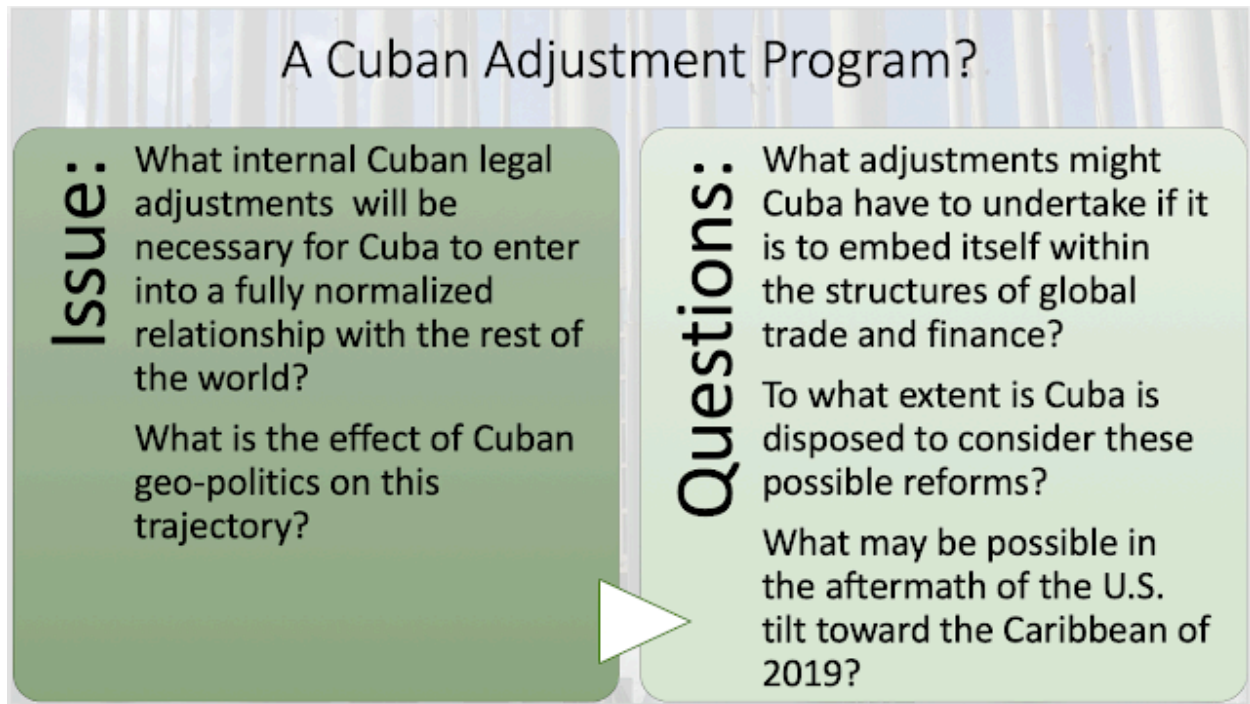 A Cuban Adjustment Program?
Issue:
What internal Cuban legal
adjustments will be
necessary for Cuba to enter
into a fully normalized
relationship with the rest of
the world?
What is the effect of Cuban
geo-politics on this
trajectory?
Questions:
What adjustments might
Cuba have to undertake if it
is to embed itself within
the structures of global
trade and finance?
To what extent is Cuba is
disposed to consider these
possible reforms?
What may be possible in
the aftermath of the U.S.
tilt toward the Caribbean of
2019?